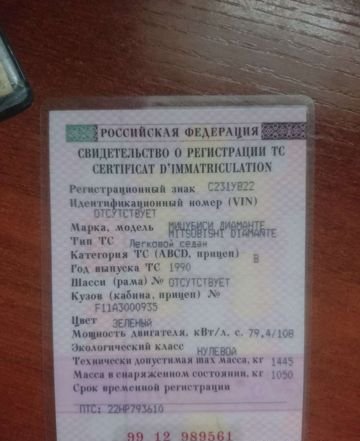 РОССИЙСКАЯ ФЕДЕРАЦИЯ
СВИДЕТЕЛЬСТВО О РЕГИСТРАЦИИ ТС
CERTIFICAT D'IMMATRICULATION
Регистрационный знак С231УВ22
Идентификационный номер (VIN)
ОТСУТСТВУЕТ
Марка, модель МИЦУБИСИ ДИАМАНТЕ
MITSUBISHI DIAMANTE
Тип ТС Легковой седан
Категория ТС (ABCD, прицеп) В
Год выпуска ТС 1990
Шасси (рама) № ОТСУТСТВУЕТ
Кузов (кабина, прицеп) №
F11A3000935
Цвет ЗЕЛЕНЫЙ
Мощность двигателя, кВт/л. с. 79,4/108
Экологический класс НУЛЕВОЙ
Технически допустимая max масса, кг 1445
Масса в снаряженном состоянии, кг 1050
Срок временной регистрации
ПТС: 22НР793610
99 12 989561